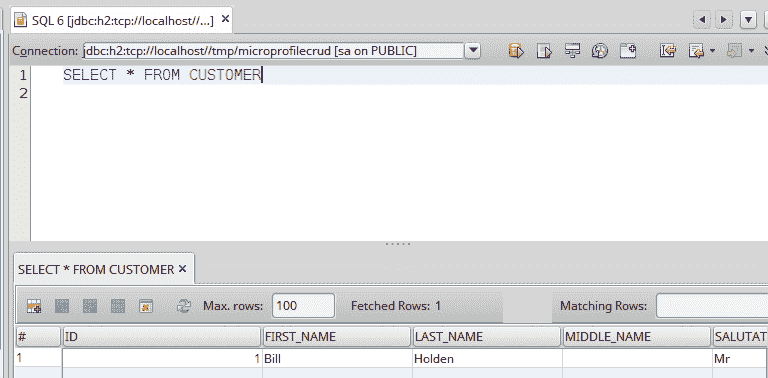 SQL 6 [jdbc:h2:tcp://localhost//...]
Connection: jdbc:h2:tcp://localhost//tmp/microprofilecrud [sa on PUBLIC]
1 SELECT * FROM CUSTOMER
2
SELECT * FROM CUSTOMER
Max. rows: 100 Fetched Rows: 1 Matching Rows:
# ID FIRST_NAME LAST_NAME MIDDLE_NAME SALUTAT
1 1 Bill Holden Mr